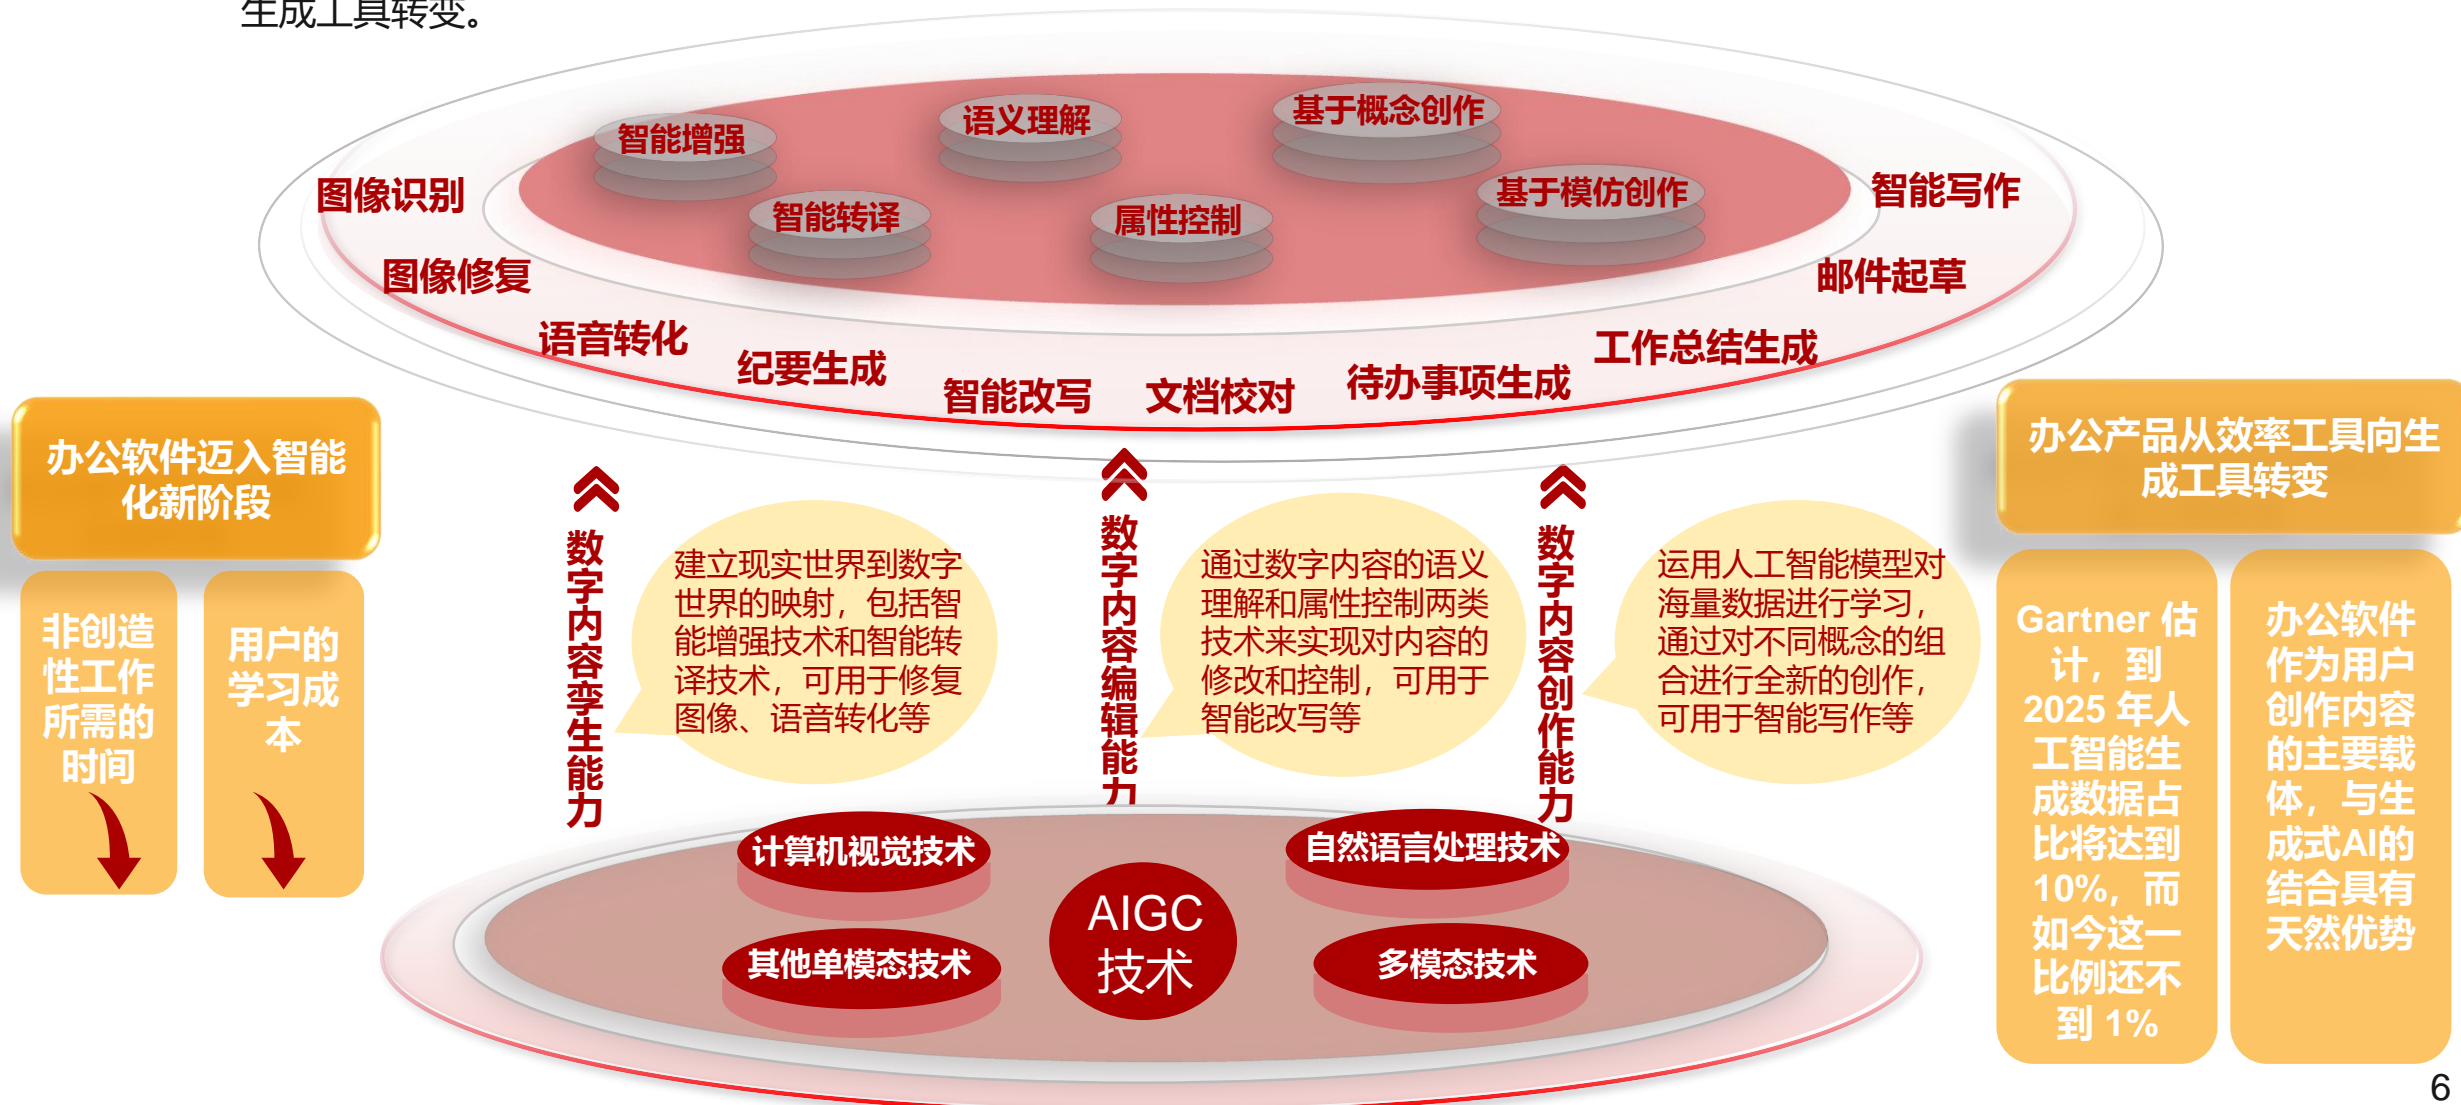 生成工具转变。
智能增强
语义理解
基于概念创作
智能转译
属性控制
基于模仿创作
图像识别
图像修复
语音转化
纪要生成
智能改写
文档校对
待办事项生成
工作总结生成
邮件起草
智能写作
办公软件迈入智能
化新阶段
非创造
性工作
所需的
时间
用户的
学习成
本
数字内容孪生能力
建立现实世界到数字
世界的映射，包括智
能增强技术和智能转
译技术，可用于修复
图像、语音转化等
数字内容编辑能力
通过数字内容的语义
理解和属性控制两类
技术来实现对内容的
修改和控制，可用于
智能改写等
数字内容创作能力
运用人工智能模型对
海量数据进行学习，
通过对不同概念的组
合进行全新的创作，
可用于智能写作等
办公产品从效率工具向生
成工具转变
Gartner 估
计，到
2025 年人
工智能生
成数据占
比将达到
10%，而
如今这一
比例还不
到 1%
办公软件
作为用户
创作内容
的主要载
体，与生
成式AI的
结合具有
天然优势
计算机视觉技术
自然语言处理技术
AIGC
技术
其他单模态技术
多模态技术
6